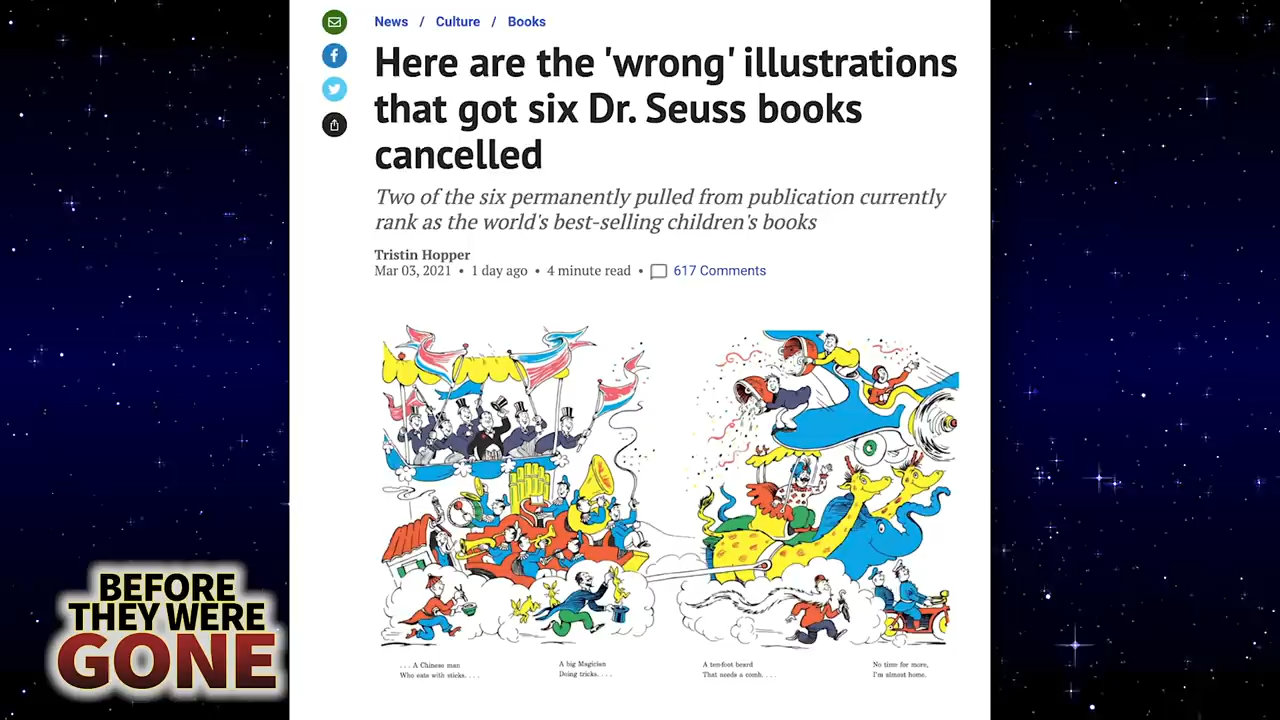 News / Culture / Books
Here are the 'wrong' illustrations
that got six Dr. Seuss books
cancelled
Two of the six permanently pulled from publication currently
rank as the world's best-selling children's books
Tristin Hopper
Mar 03, 2021 • 1 day ago • 4 minute read • 617 Comments
. . . A Chinese man
Who eats with sticks. . . .
A big Magician
Doing tricks. . . .
A ten-foot beard
That needs a comb. . . .
No time for more,
I'm almost home.
BEFORE
THEY WERE
GONE